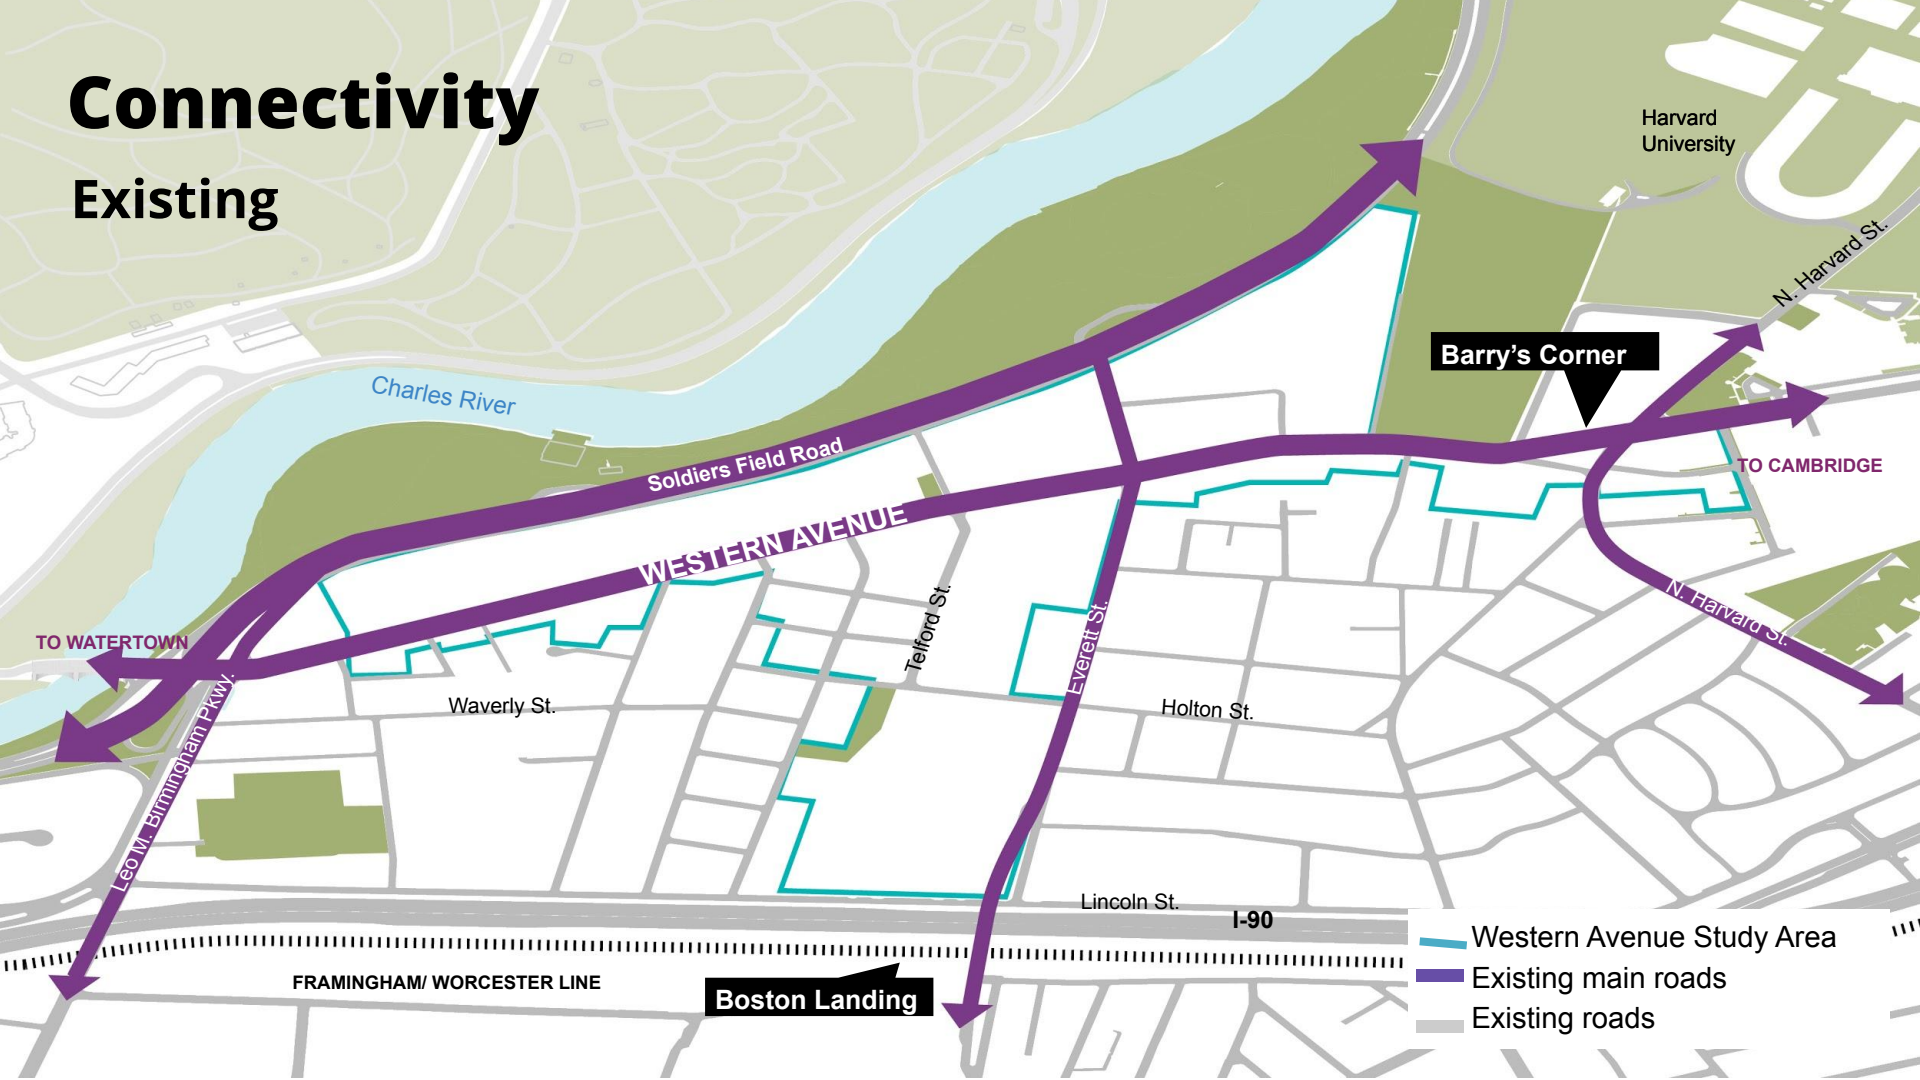 Connectivity
Existing
Harvard
University
N. Harvard St.
Barry's Corner
Charles River
Soldiers Field Road
TO CAMBRIDGE
WESTERN AVENUE
TO WATERTOWN
Telford St.
Everett St.
N. Harvard St.
Leo M. Birmingham Pkwy.
Waverly St.
Holton St.
Lincoln St.
I-90
FRAMINGHAM/ WORCESTER LINE
Boston Landing
Western Avenue Study Area
Existing main roads
Existing roads